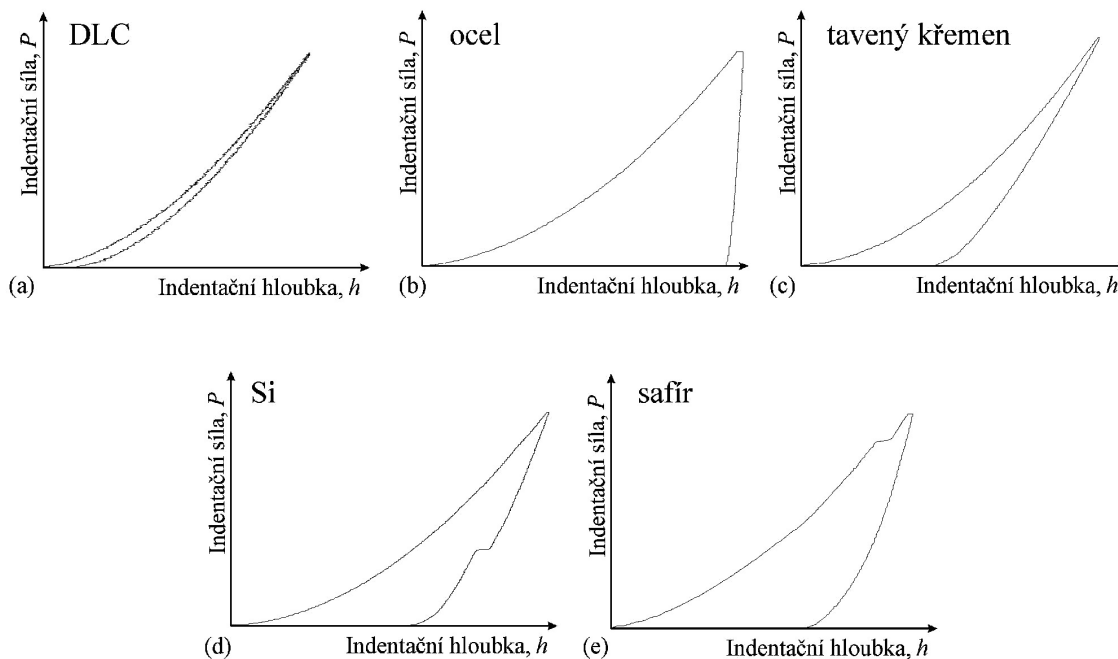 DLC
Indentační síla, P
Indentační hloubka, h
(a)
ocel
Indentační síla, P
Indentační hloubka, h
(b)
tavený křemen
Indentační síla, P
Indentační hloubka, h
(c)
Si
Indentační síla, P
Indentační hloubka, h
(d)
safír
Indentační síla, P
Indentační hloubka, h
(e)